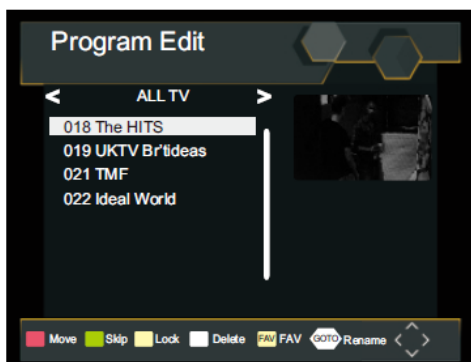 Program Edit
< ALL TV >
018 The HITS
019 UKTV Br'tideas
021 TMF
022 Ideal World
Move Skip Lock Delete FAV FAV GOTO Rename